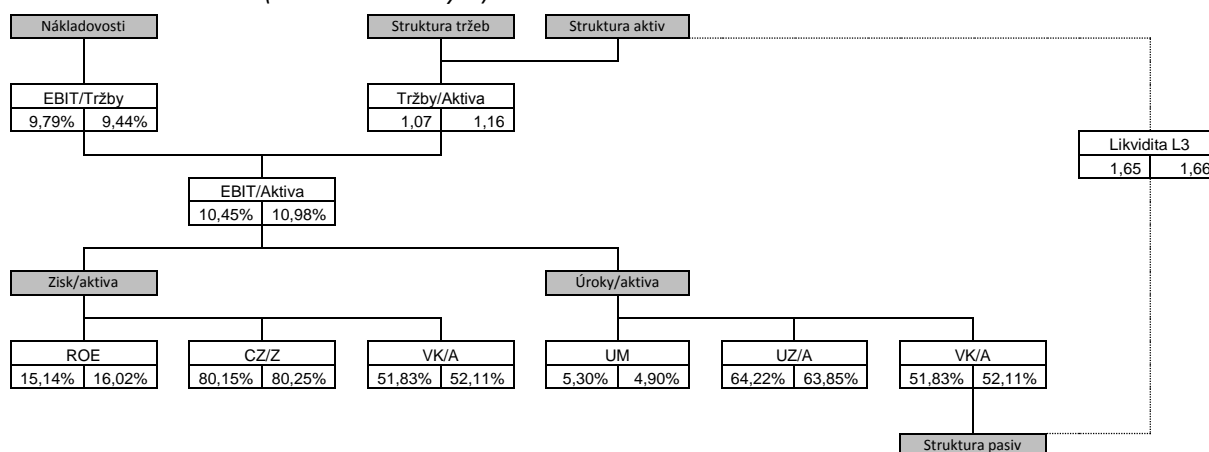 Nákladovosti
Struktura tržeb
Struktura aktiv
EBIT/Tržby
9,79% 9,44%
Tržby/Aktiva
1,07 1,16
Likvidita L3
1,65 1,66
EBIT/Aktiva
10,45% 10,98%
Zisk/aktiva
Úroky/aktiva
ROE
15,14% 16,02%
CZ/Z
80,15% 80,25%
VK/A
51,83% 52,11%
UM
5,30% 4,90%
UZ/A
64,22% 63,85%
VK/A
51,83% 52,11%
Struktura pasiv